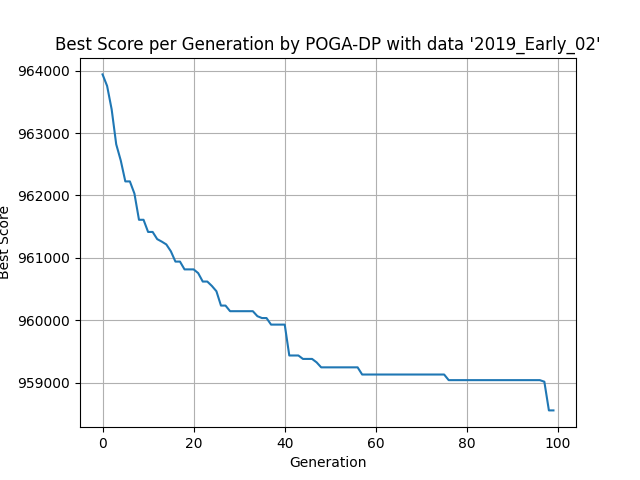 Best Score per Generation by POGA-DP with data '2019_Early_02'
964000
963000
962000
961000
960000
959000
Best Score
0 20 40 60 80 100
Generation